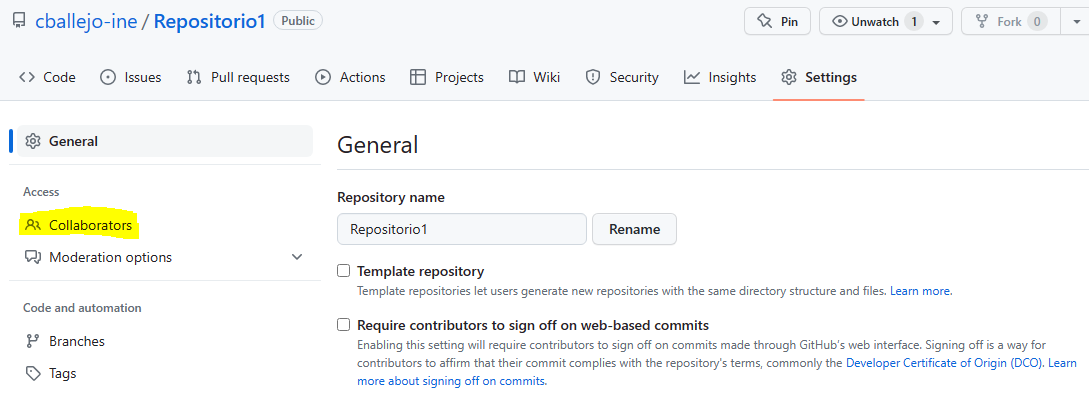 cballejo-ine / Repositorio1 Public Pin Unwatch 1 Fork 0
Code Issues Pull requests Actions Projects Wiki Security Insights Settings
General
Access
Collaborators
Moderation options
Code and automation
Branches
Tags
General
Repository name
Repositorio1 Rename
Template repository
Template repositories let users generate new repositories with the same directory structure and files. Learn more.
Require contributors to sign off on web-based commits
Enabling this setting will require contributors to sign off on commits made through GitHub's web interface. Signing off is a way for
contributors to affirm that their commit complies with the repository's terms, commonly the Developer Certificate of Origin (DCO). Learn
more about signing off on commits.